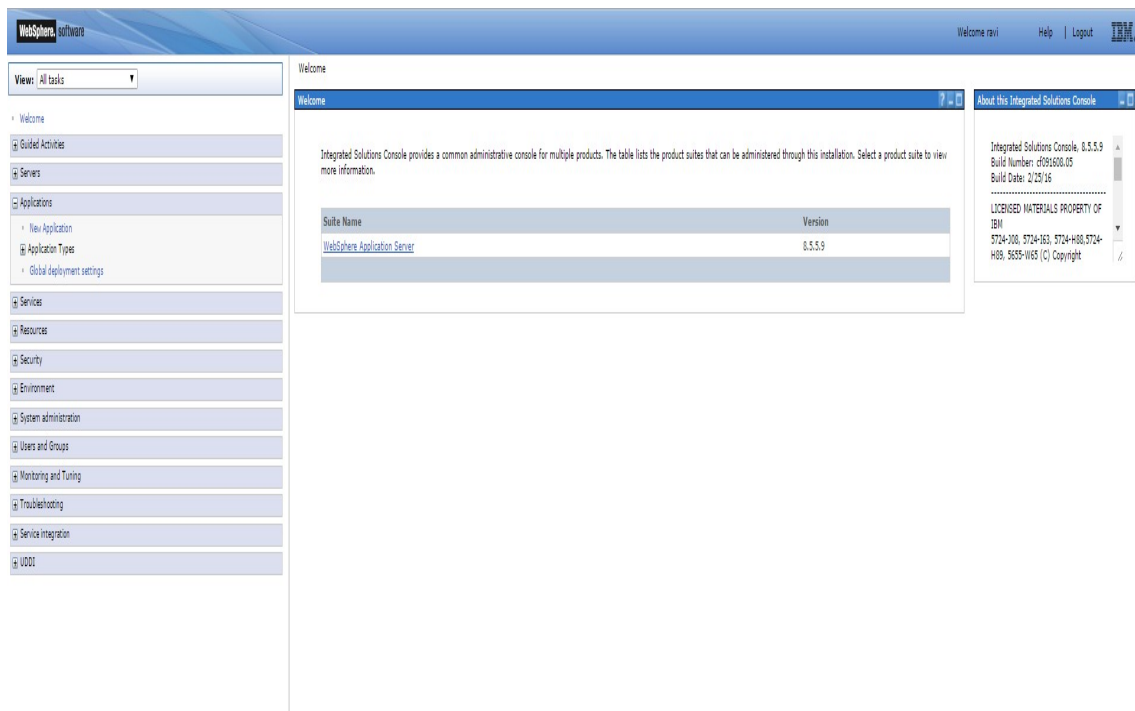 WebSphere. software
Welcome ravi Help | Logout IBM.
View: All tasks
Welcome
Guided Activities
Servers
Applications
New Application
Application Types
Global deployment settings
Services
Resources
Security
Environment
System administration
Users and Groups
Monitoring and Tuning
Troubleshooting
Service integration
UDDI
Welcome
Welcome
Integrated Solutions Console provides a common administrative console for multiple products. The table lists the product suites that can be administered through this installation. Select a product suite to view
more information.
Suite Name Version
WebSphere Application Server 8.5.5.9
About this Integrated Solutions Console
Integrated Solutions Console, 8.5.5.9
Build Number: cf091608.05
Build Date: 2/25/16
----------------------------------------
LICENSED MATERIALS PROPERTY OF
IBM
5724-J08, 5724-I63, 5724-H88,5724-
H89, 5655-W65 (C) Copyright